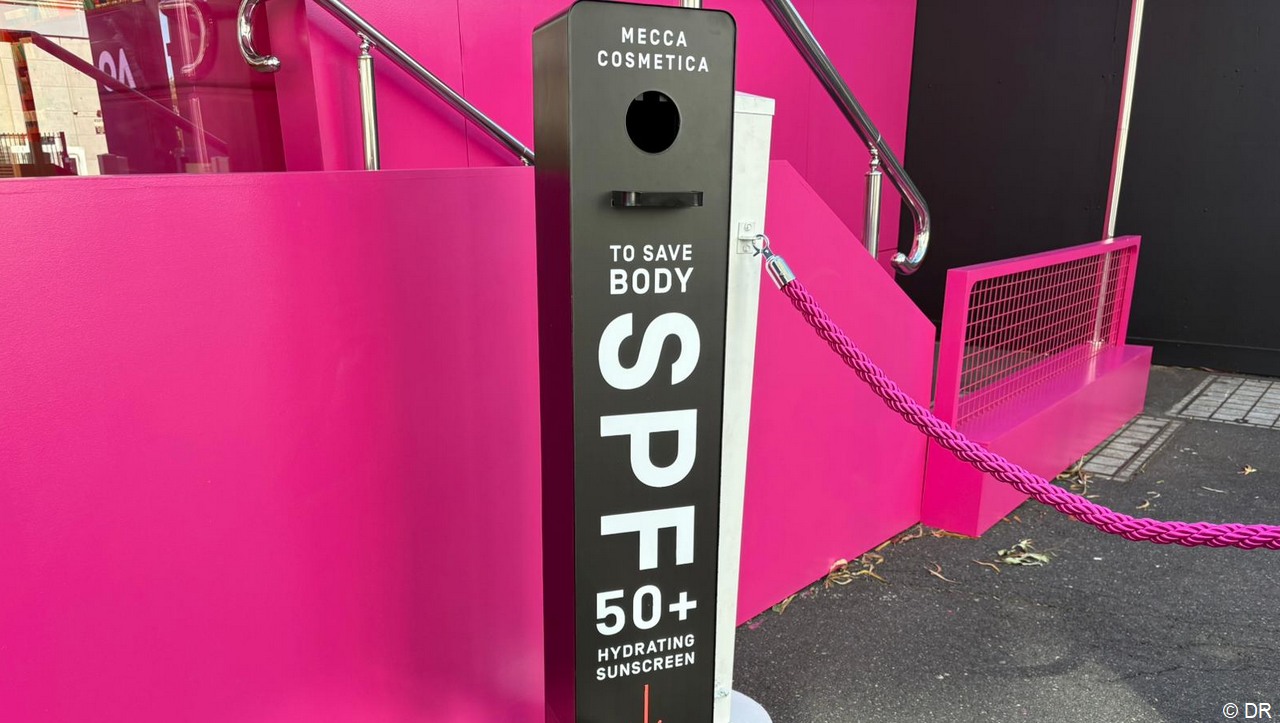 MECCA
COSMETICA
TO SAVE
BODY
SPF
50+
HYDRATING
SUNSCREEN
© DR